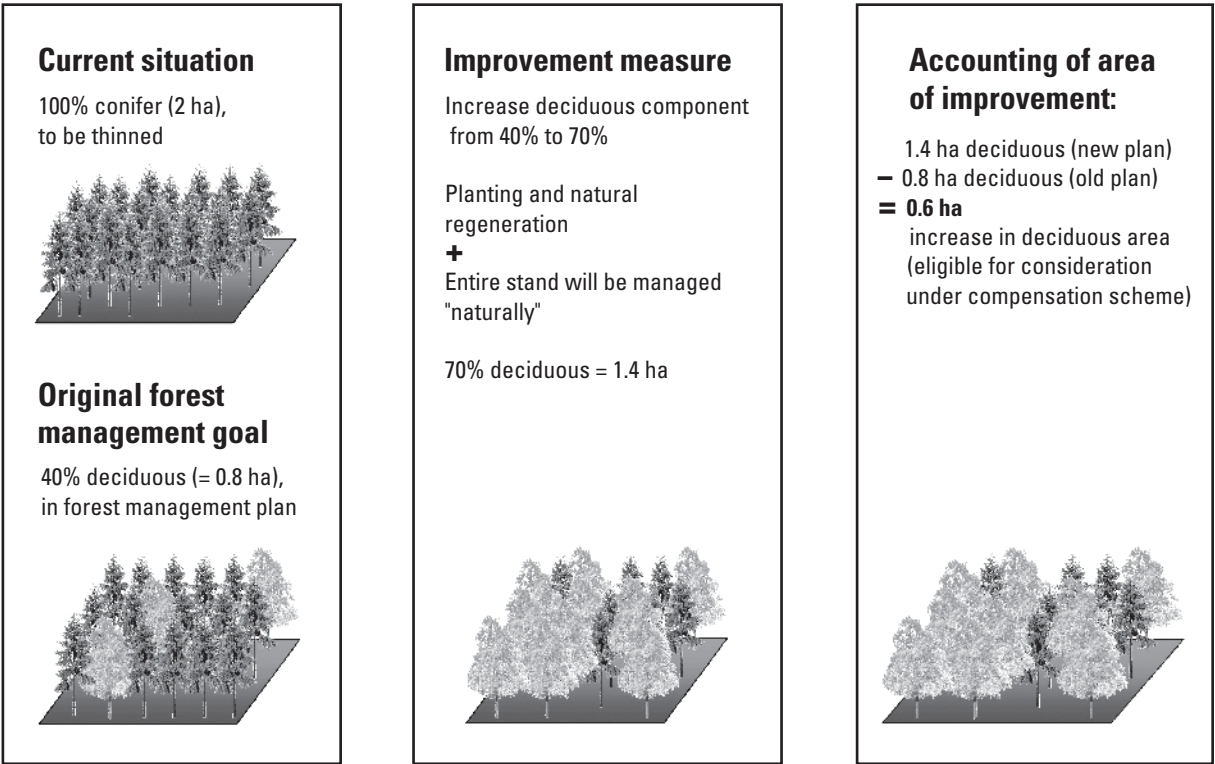 Current situation
100% conifer (2 ha),
to be thinned
Original forest
management goal
40% deciduous (= 0.8 ha),
in forest management plan
Improvement measure
Increase deciduous component
from 40% to 70%
Planting and natural
regeneration
+
Entire stand will be managed
"naturally"
70% deciduous = 1.4 ha
Accounting of area
of improvement:
1.4 ha deciduous (new plan)
– 0.8 ha deciduous (old plan)
= 0.6 ha
increase in deciduous area
(eligible for consideration
under compensation scheme)